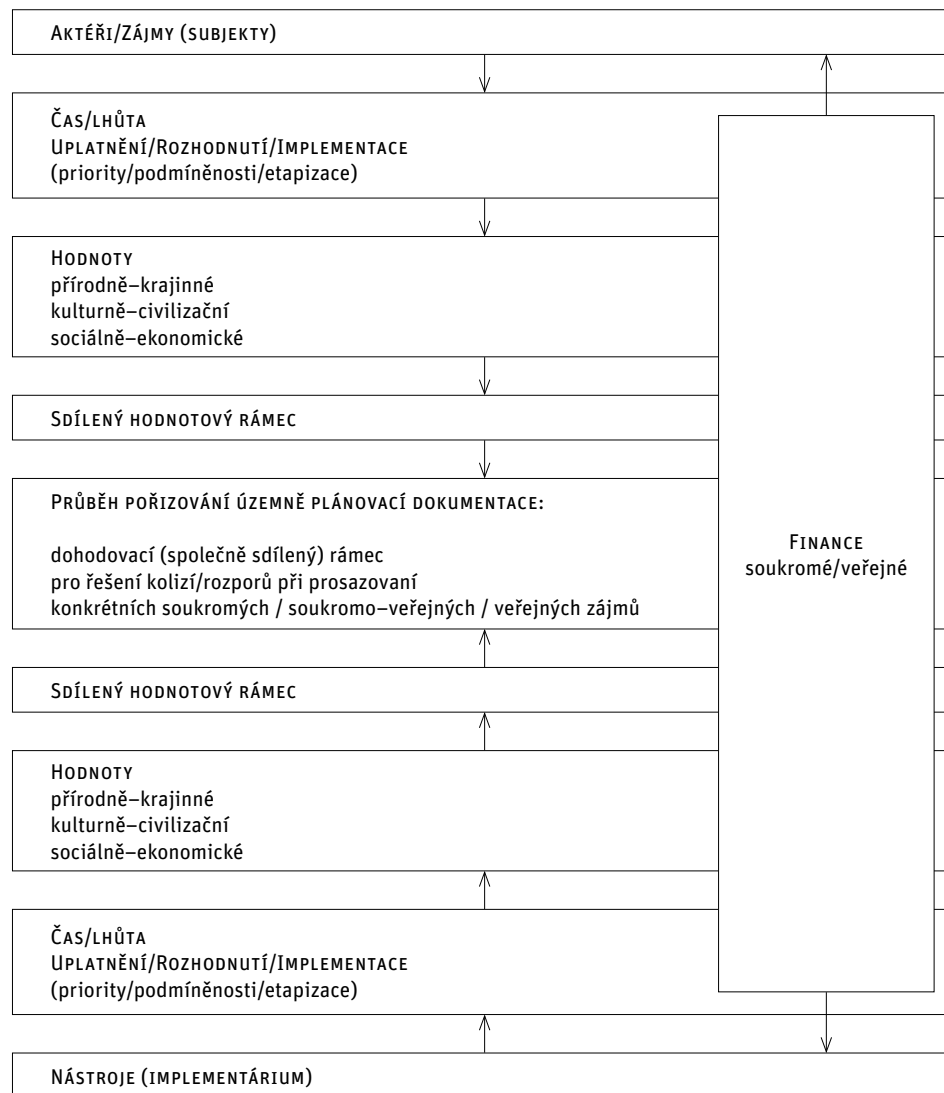 Aktéři/Zájmy (subjekty)
Čas/lhůta
Uplatnění/Rozhodnutí/Implementace
(priority/podmíněnosti/etapizace)
Hodnoty
přírodně–krajinné
kulturně–civilizační
sociálně–ekonomické
Sdílený hodnotový rámec
Průběh pořizování územně plánovací dokumentace:
dohodovací (společně sdílený) rámec
pro řešení kolizí/rozporů při prosazovaní
konkrétních soukromých / soukromo–veřejných / veřejných zájmů
Finance
soukromé/veřejné
Sdílený hodnotový rámec
Hodnoty
přírodně–krajinné
kulturně–civilizační
sociálně–ekonomické
Čas/lhůta
Uplatnění/Rozhodnutí/Implementace
(priority/podmíněnosti/etapizace)
Nástroje (implementárium)